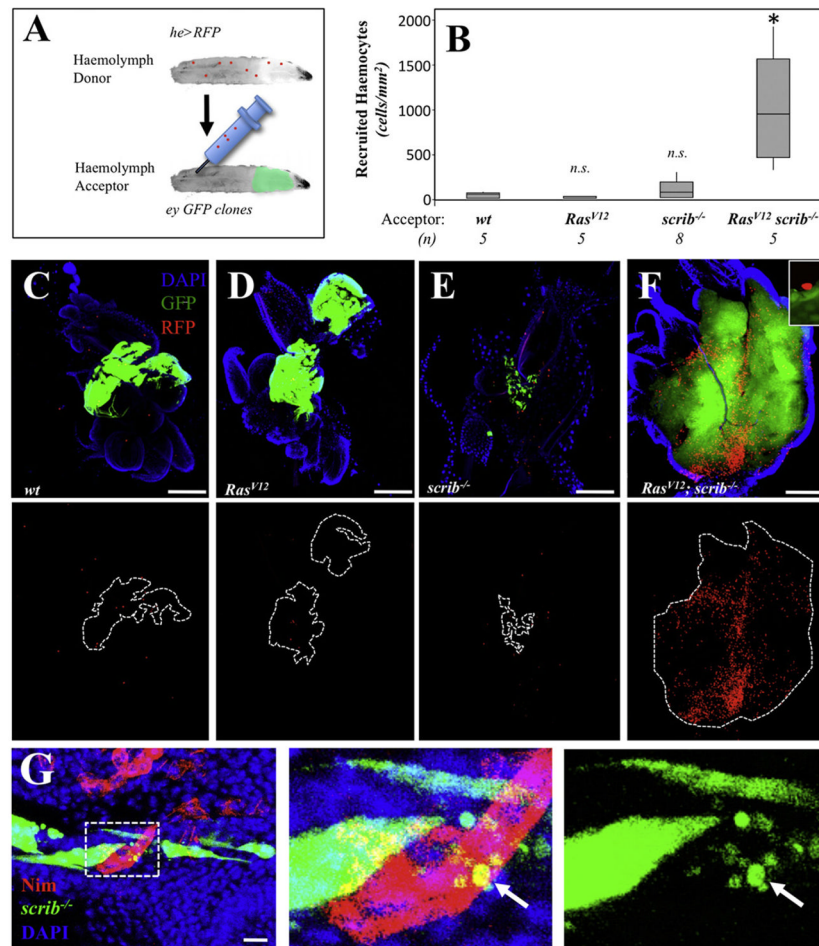 A
he>RFP
Haemolymph
Donor
Haemolymph
Acceptor
ey GFP clones
B
Recruited Haemocytes
(cells/mm²)
2000
1500
1000
500
0
*
n.s.
n.s.
Acceptor: wt Ras^V12 scrib^-/- Ras^V12 scrib^-/-
(n) 5 5 8 5
C
DAPI
GFP
RFP
wt
D
Ras^V12
E
scrib^-/-
F
Ras^V12; scrib^-/-
G
Nim
scrib^-/-
DAPI